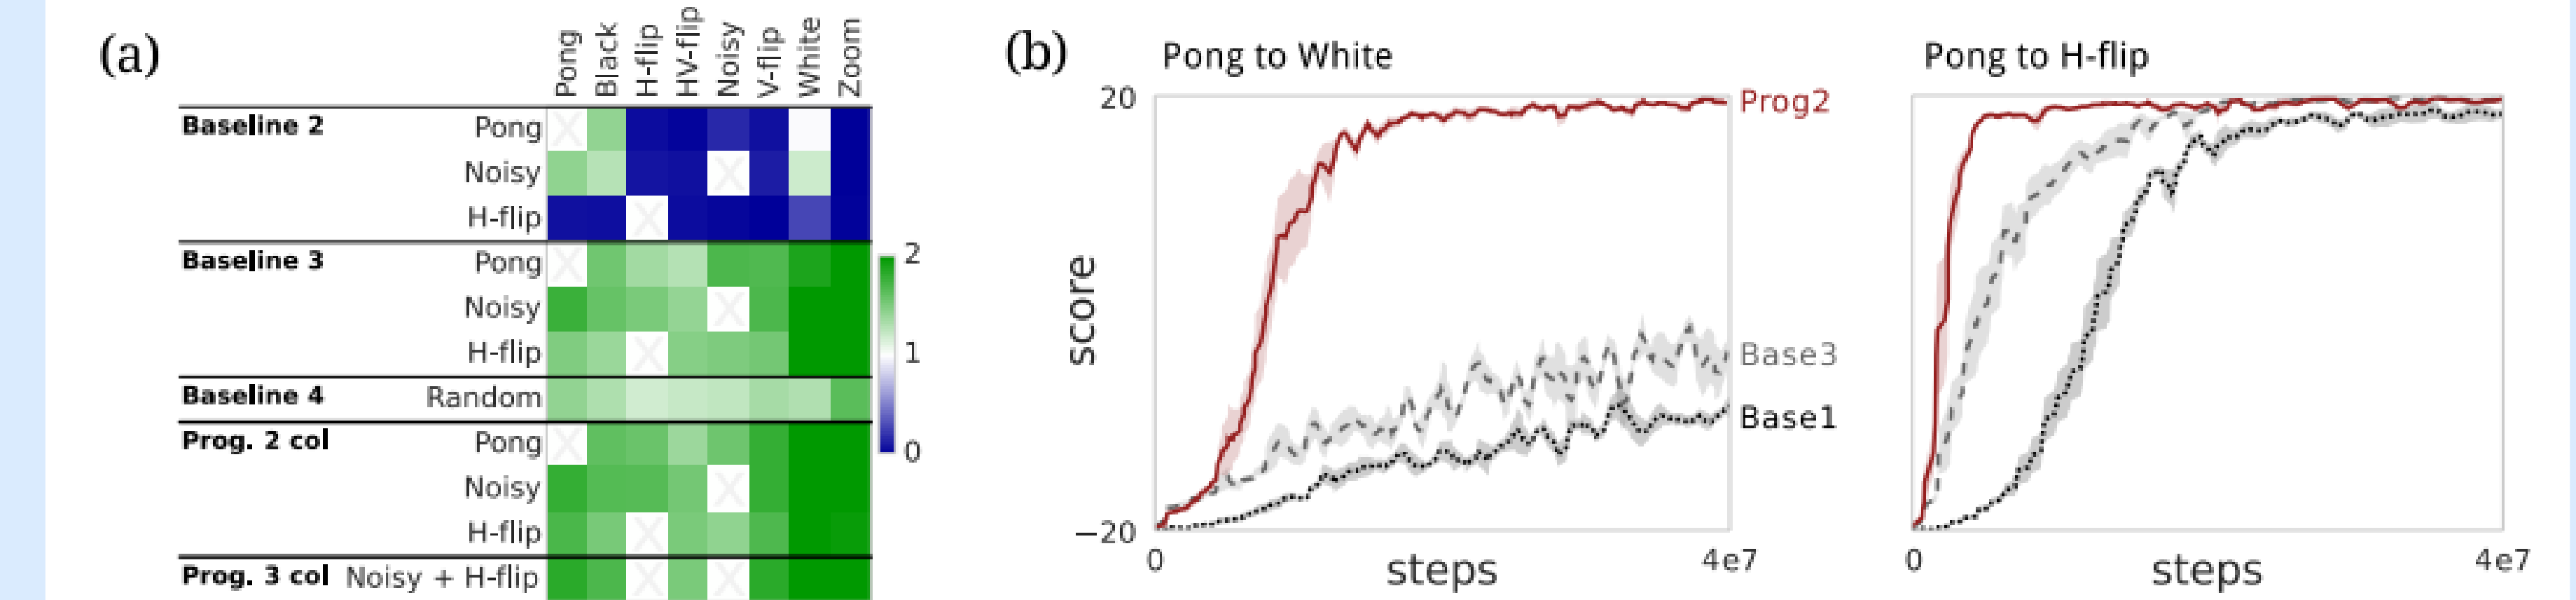 (a)
Pong Black H-flip HV-flip Noisy V-flip White Zoom
Baseline 2 Pong X
Noisy X
H-flip X
Baseline 3 Pong X
Noisy X
H-flip X
Baseline 4 Random
Prog. 2 col Pong X
Noisy X
H-flip X
Prog. 3 col Noisy + H-flip X X
2
1
0
(b)
Pong to White
20
score
−20
0
steps
4e7
Prog2
Base3
Base1
Pong to H-flip
0
steps
4e7